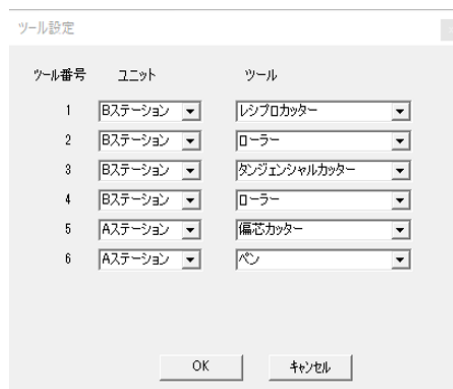 ツール設定
ツール番号 ユニット ツール
1 Bステーション レシプロカッター
2 Bステーション ローラー
3 Bステーション タンジェンシャルカッター
4 Bステーション ローラー
5 Aステーション 偏芯カッター
6 Aステーション ペン
OK キャンセル